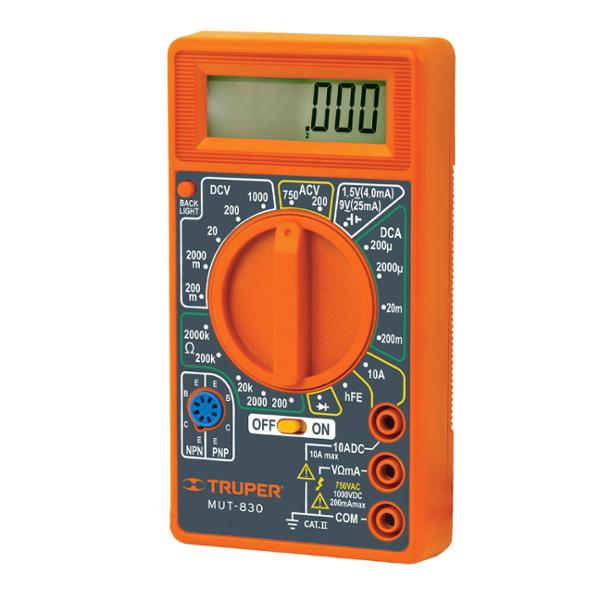 .000
2
BACK
LIGHT
DCV
1000
200
20
2000
m
200
m
750 ACV
200
1,5V(4.0mA)
9V(25mA)
DCA
200µ
2000µ
20m
200m
10A
hFE
2000k
Ω
200k
20k
2000
200
OFF ON
E E
B B
C C
E E
NPN PNP
10ADC
10A max
VΩmA
750VAC
1000VDC
200mAmax
COM
CAT.II
TRUPER®
MUT-830